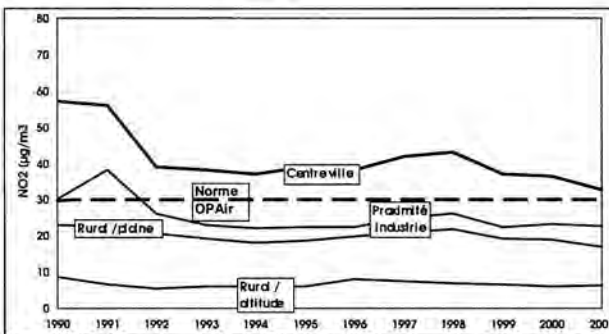 80
70
60
50
40
30
20
10
0
NO2 (µg/m3
Centreville
Norme
OPAir
Proximité
Industrie
Rural /plaine
Rural /
altitude
1990 1991 1992 1993 1994 1995 1996 1997 1998 1999 2000 200